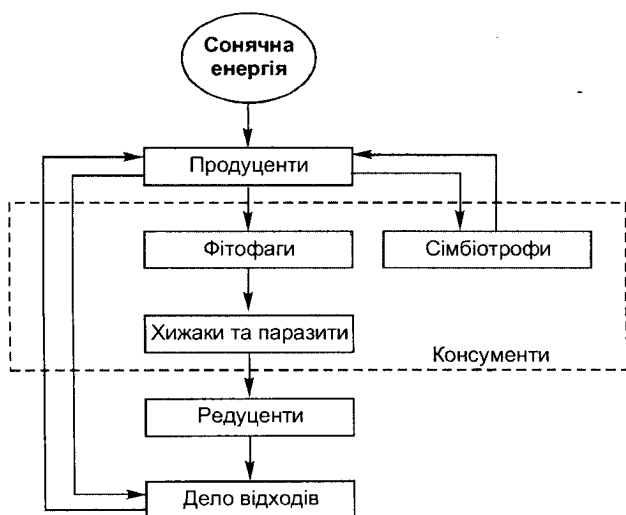 Сонячна
енергія
Продуценти
Фітофаги
Сімбіотрофи
Хижаки та паразити
Консументи
Редуценти
Дело відходів